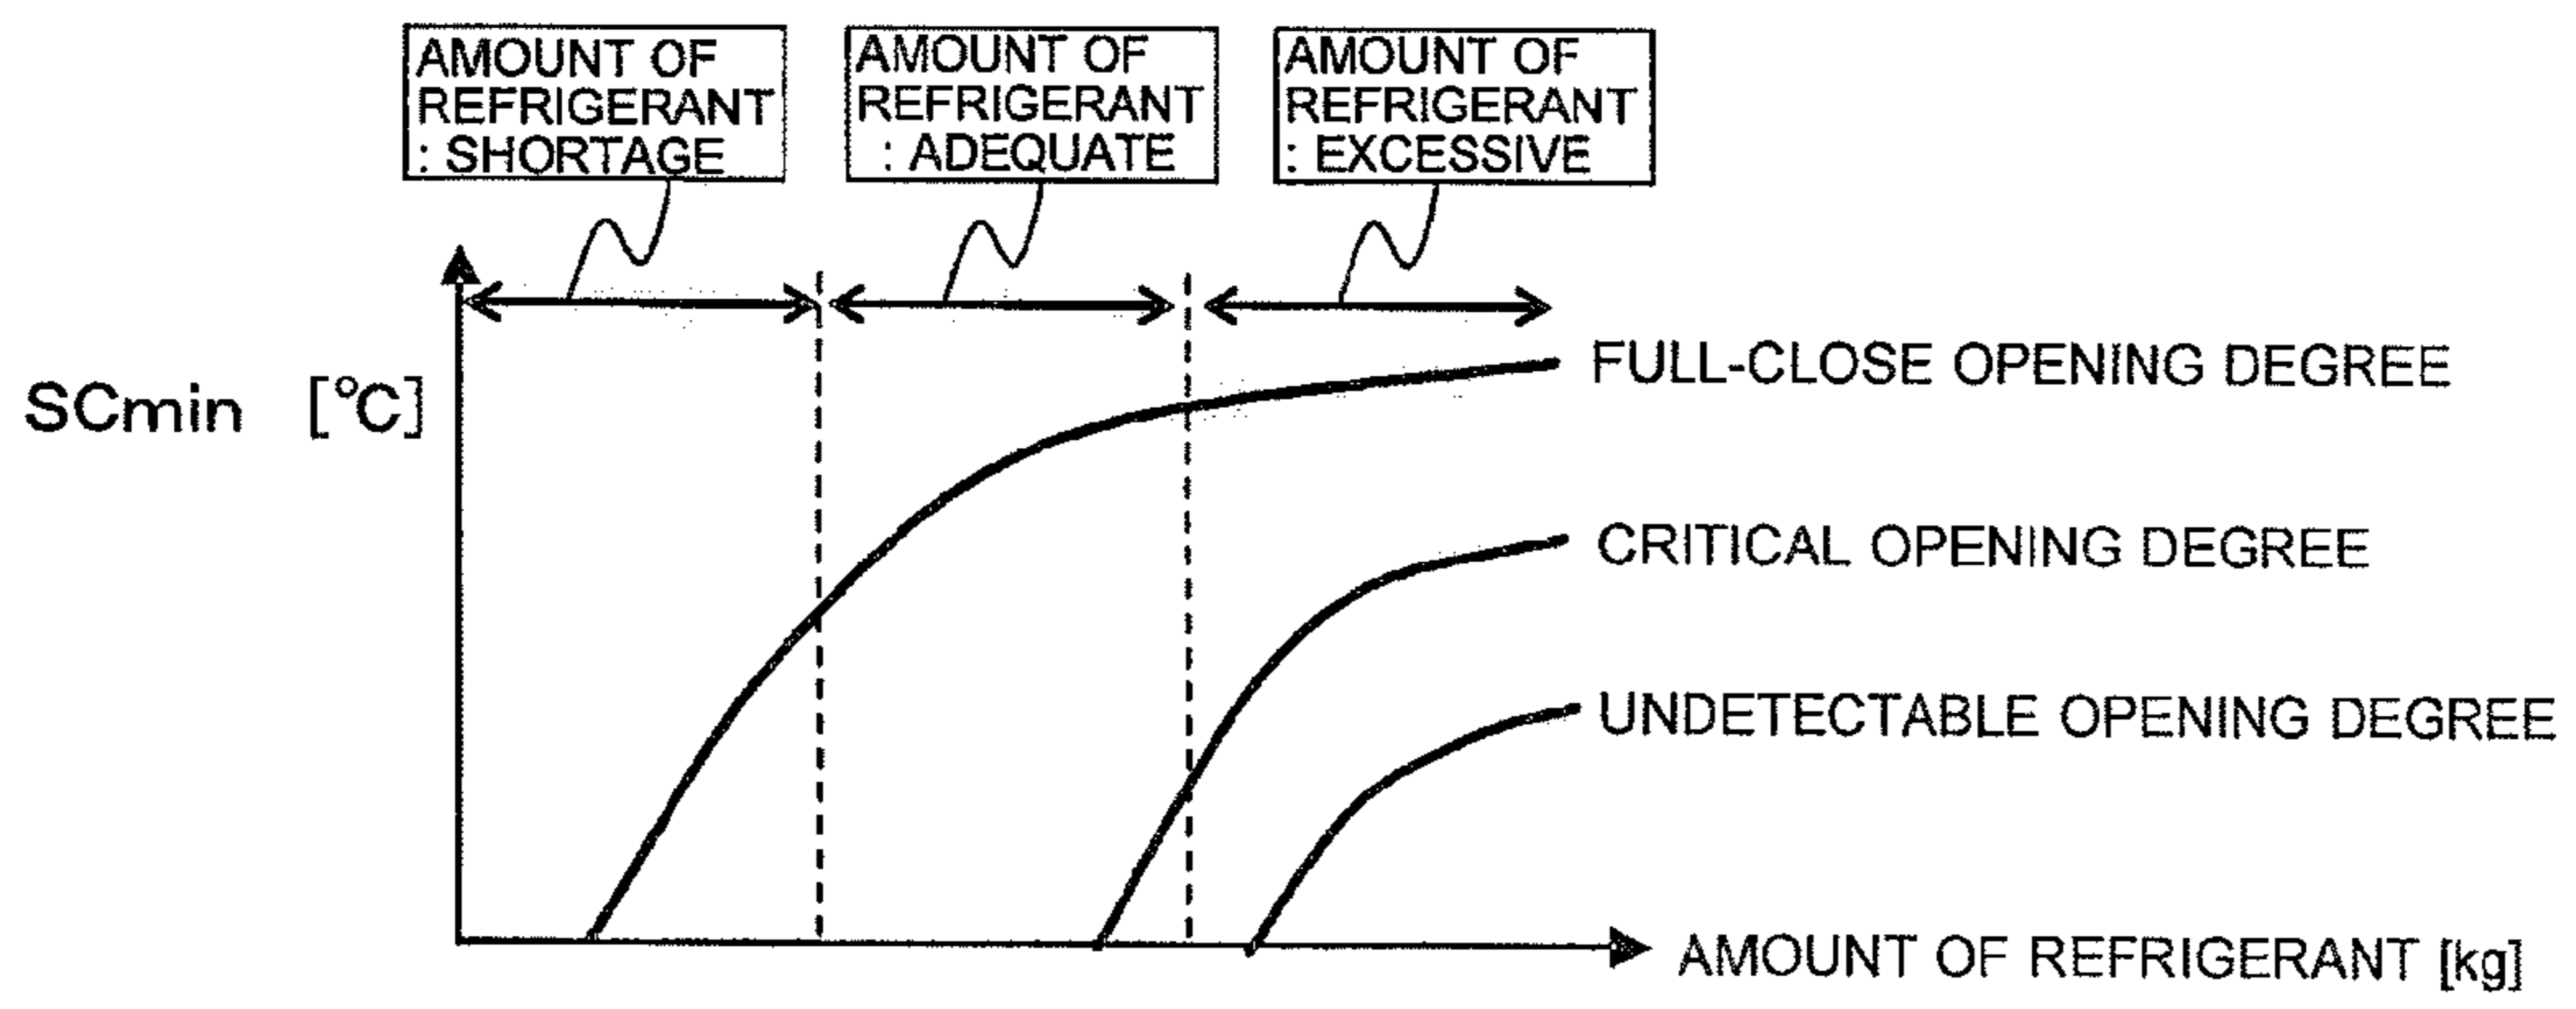 AMOUNT OF
REFRIGERANT
: SHORTAGE
AMOUNT OF
REFRIGERANT
: ADEQUATE
AMOUNT OF
REFRIGERANT
: EXCESSIVE
SCmin [°C]
FULL-CLOSE OPENING DEGREE
CRITICAL OPENING DEGREE
UNDETECTABLE OPENING DEGREE
AMOUNT OF REFRIGERANT [kg]